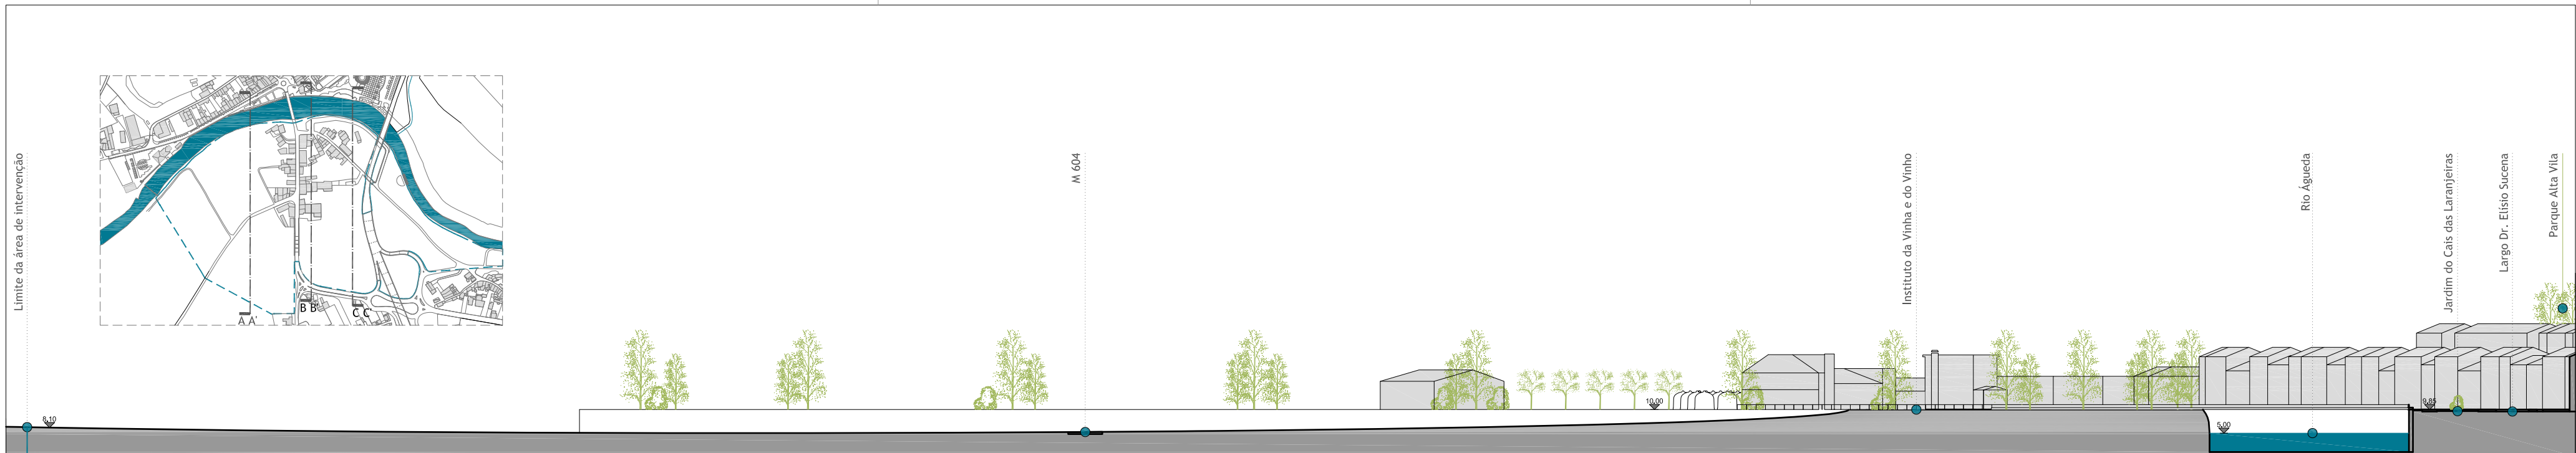 Limite da área de intervenção
M 604
Instituto da Vinha e do Vinho
Rio Águeda
Jardim do Cais das Laranjeiras
Largo Dr. Elísio Sucena
Parque Alta Vila
A A'
B B'
C C'
8,10
10,00
5,00
9,85